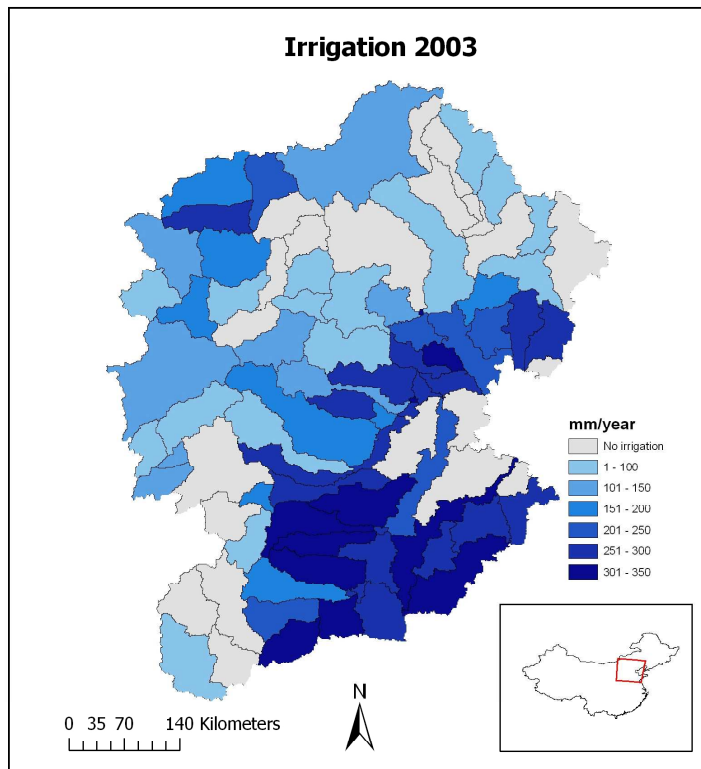 Irrigation 2003
mm/year
No irrigation
1 - 100
101 - 150
151 - 200
201 - 250
251 - 300
301 - 350
N
0 35 70 140 Kilometers